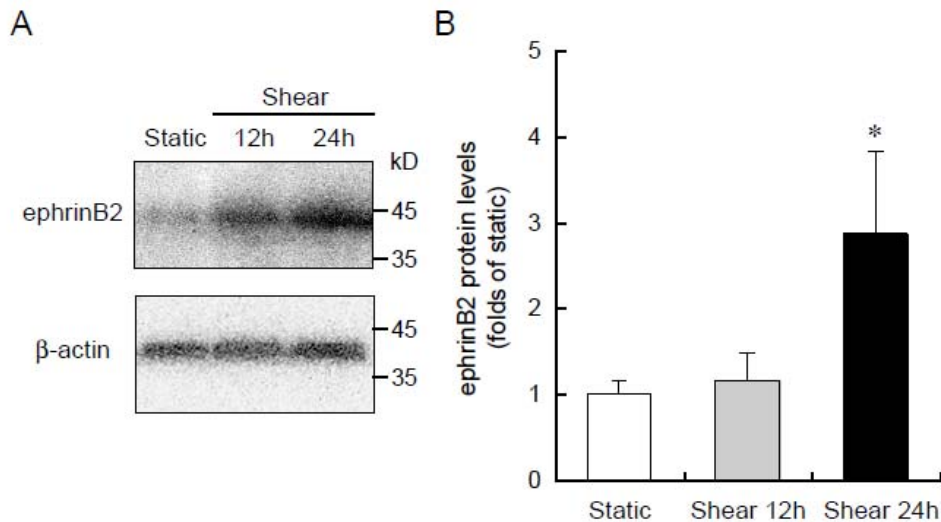 A
Shear
Static 12h 24h
kD
ephrinB2
45
35
β-actin
45
35
B
ephrinB2 protein levels
(folds of static)
5
4
3
2
1
0
*
Static Shear 12h Shear 24h